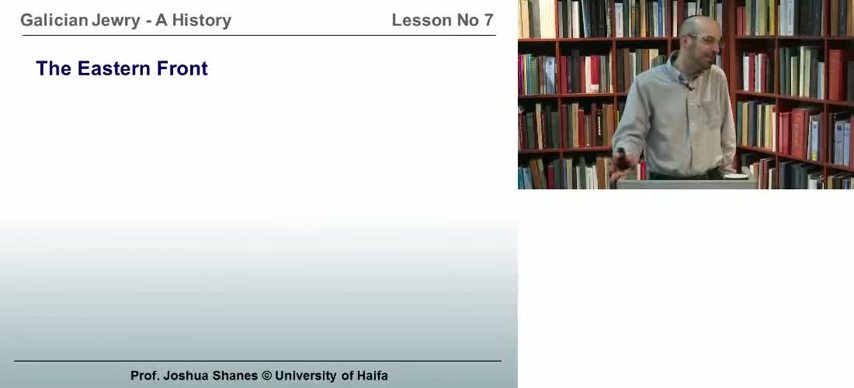 Galician Jewry - A History Lesson No 7
The Eastern Front
Prof. Joshua Shanes © University of Haifa